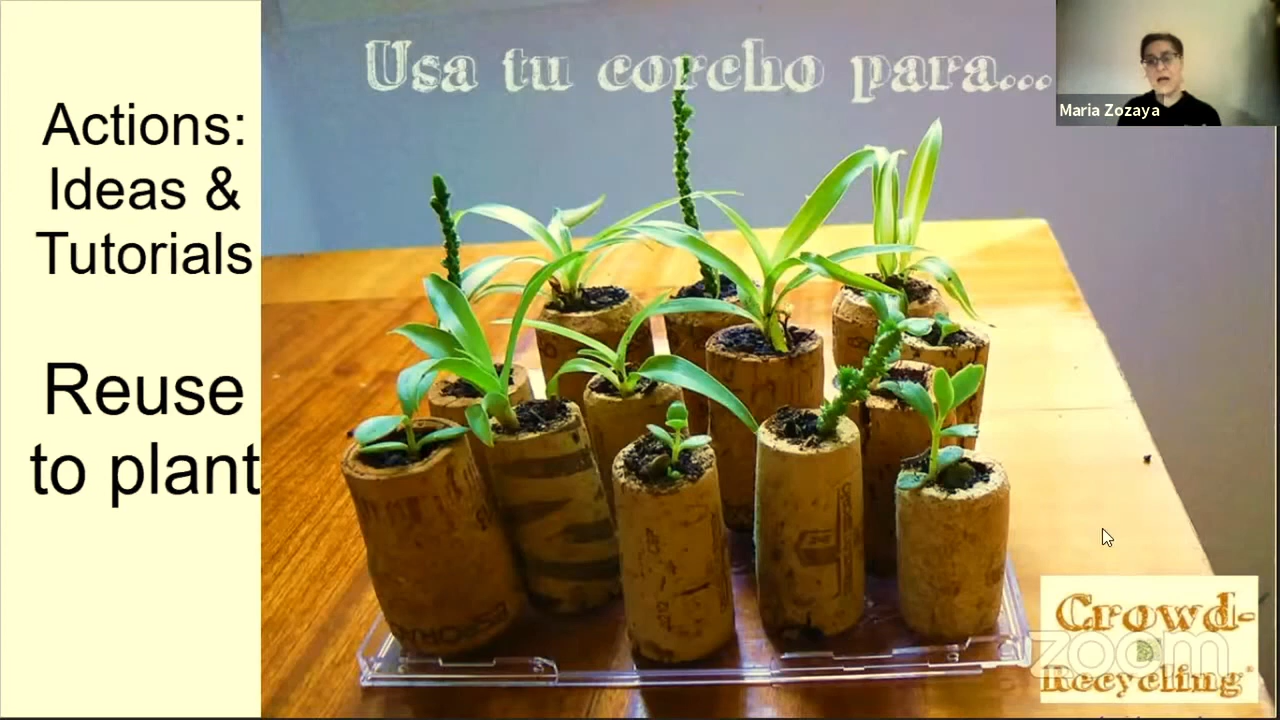 Actions:
Ideas &
Tutorials
Reuse
to plant
Usa tu corcho para...
Maria Zozaya
Crowd-
Recycling®
zoom